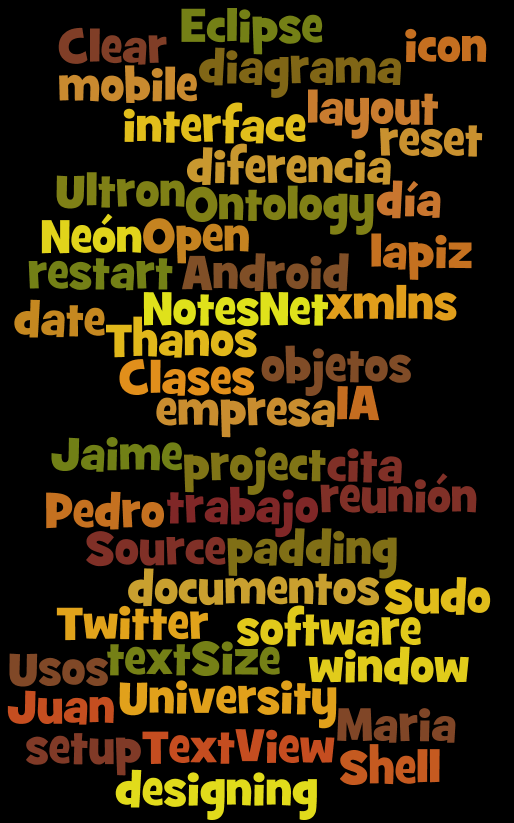 Eclipse
Clear icon
diagrama
mobile
layout
interface reset
diferencia
Ultron Ontology día
Neón Open
lapiz
restart Android
NotesNet xmlns
date
Thanos
Clases objetos
empresa IA
Jaime project cita
Pedro trabajo reunión
Source padding
documentos Sudo
Twitter software
Usos textSize window
Juan University
Maria
setup TextView Shell
designing